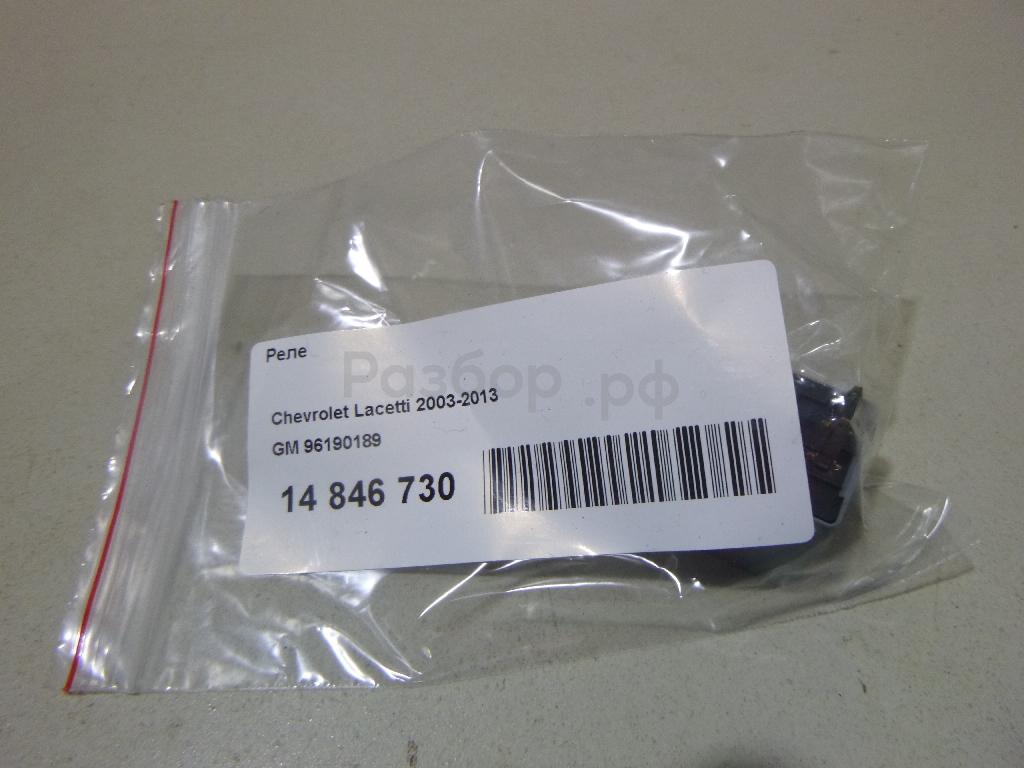 Реле
Разбор.рф
Chevrolet Lacetti 2003-2013
GM 96190189
14 846 730